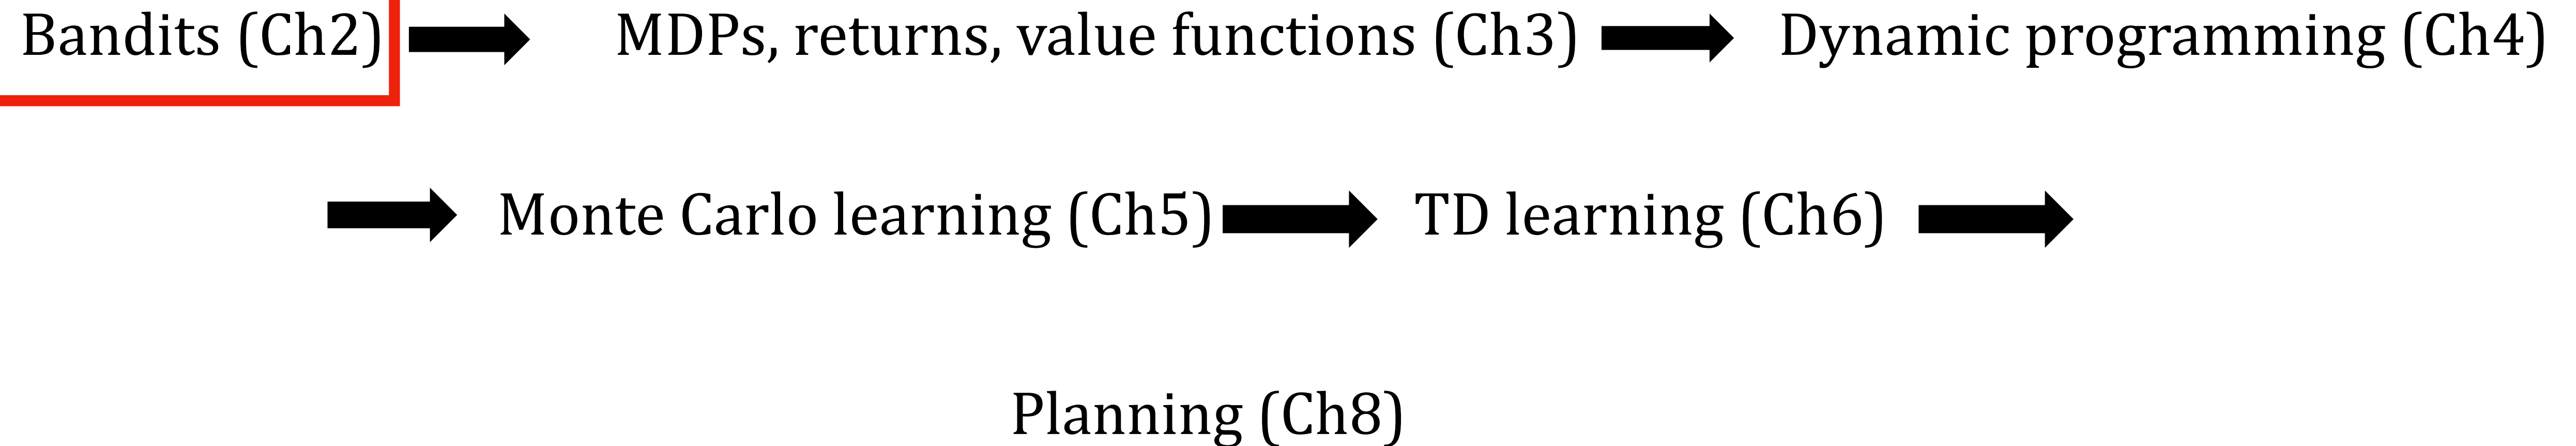 Bandits (Ch2) MDPs, returns, value functions (Ch3) Dynamic programming (Ch4)
Monte Carlo learning (Ch5) TD learning (Ch6)
Planning (Ch8)